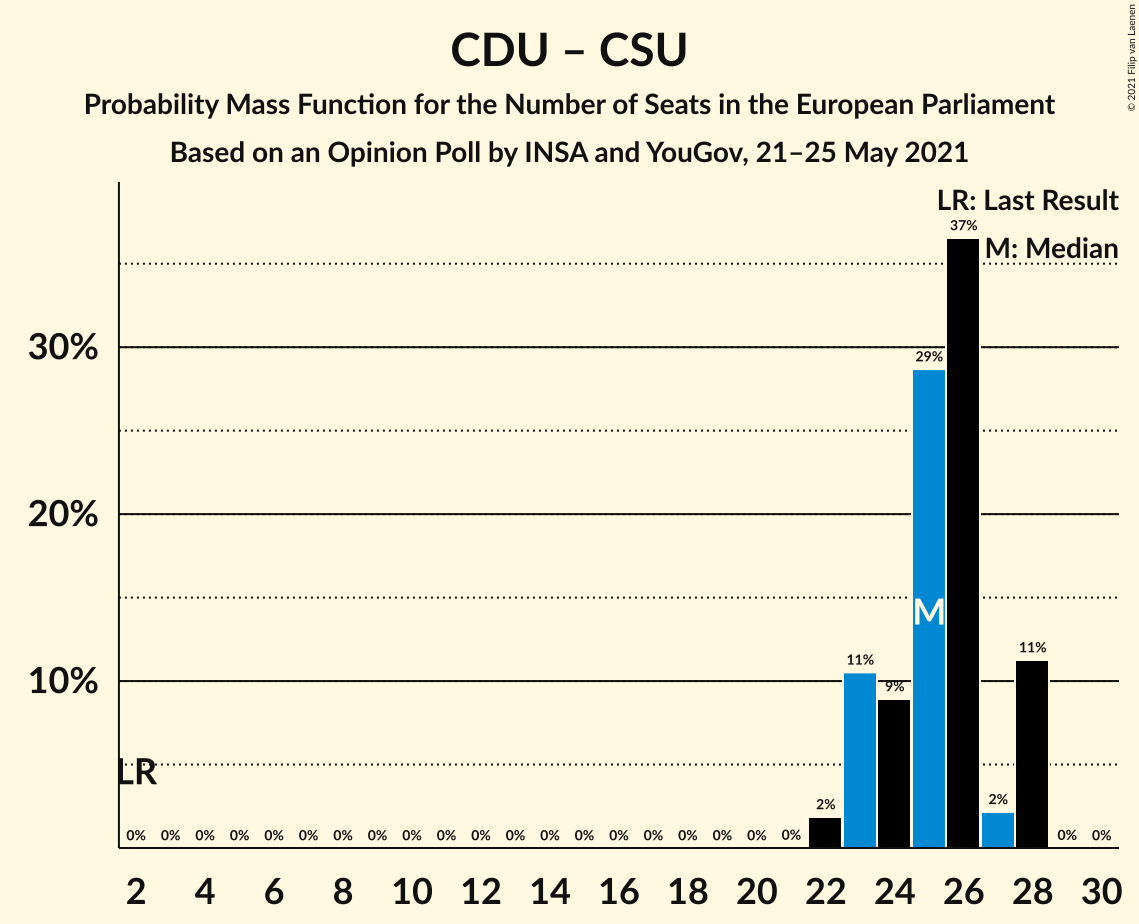 CDU – CSU
Probability Mass Function for the Number of Seats in the European Parliament
Based on an Opinion Poll by INSA and YouGov, 21–25 May 2021
© 2021 Filip van Laenen
LR: Last Result
M: Median
37%
30%
29%
20%
M
11%
11%
10%
9%
LR
2%
2%
0% 0% 0% 0% 0% 0% 0% 0% 0% 0% 0% 0% 0% 0% 0% 0% 0% 0% 0% 0% 0% 0%
2 4 6 8 10 12 14 16 18 20 22 24 26 28 30